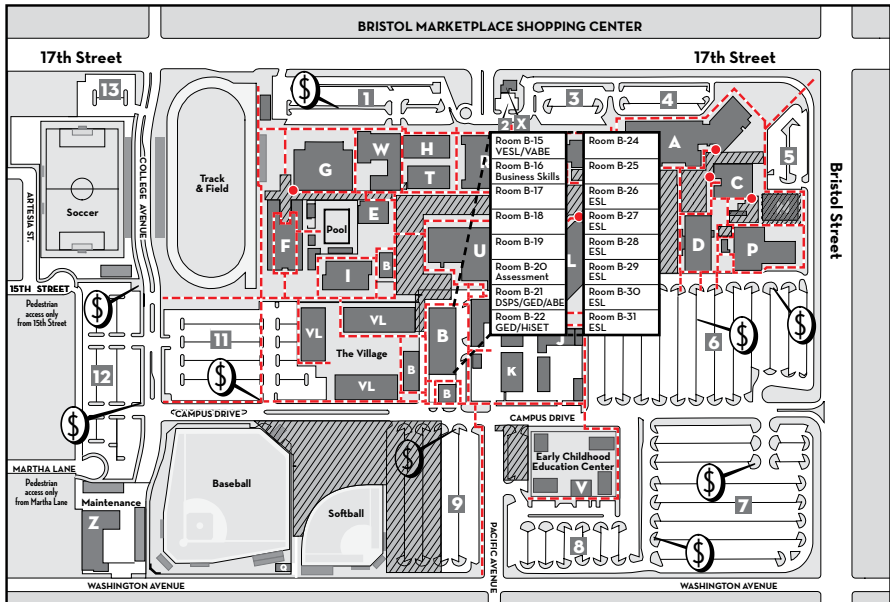 BRISTOL MARKETPLACE SHOPPING CENTER
17th Street
17th Street
13
$
1
2
X
3
4
5
A
W
H
T
G
C
Track
& Field
Soccer
COLLEGE AVENUE
ARTESIA ST.
Bristol Street
E
Pool
F
I
B
U
L
D
P
Room B-15
VESL/VABE
Room B-24
Room B-16
Business Skills
Room B-25
Room B-17
Room B-26
ESL
Room B-18
Room B-27
ESL
Room B-19
Room B-28
ESL
Room B-20
Assessment
Room B-29
ESL
Room B-21
DSPS/GED/ABE
Room B-30
ESL
Room B-22
GED/HiSET
Room B-31
ESL
15TH STREET
Pedestrian
access only
from 15th Street
$
11
VL
VL
The Village
VL
B
B
B
J
K
6
$
$
12
$
$
CAMPUS DRIVE
CAMPUS DRIVE
MARTHA LANE
Pedestrian
access only
from Martha Lane
Maintenance
Z
Baseball
Softball
$
9
PACIFIC AVENUE
Early Childhood
Education Center
V
8
$
7
$
WASHINGTON AVENUE
WASHINGTON AVENUE